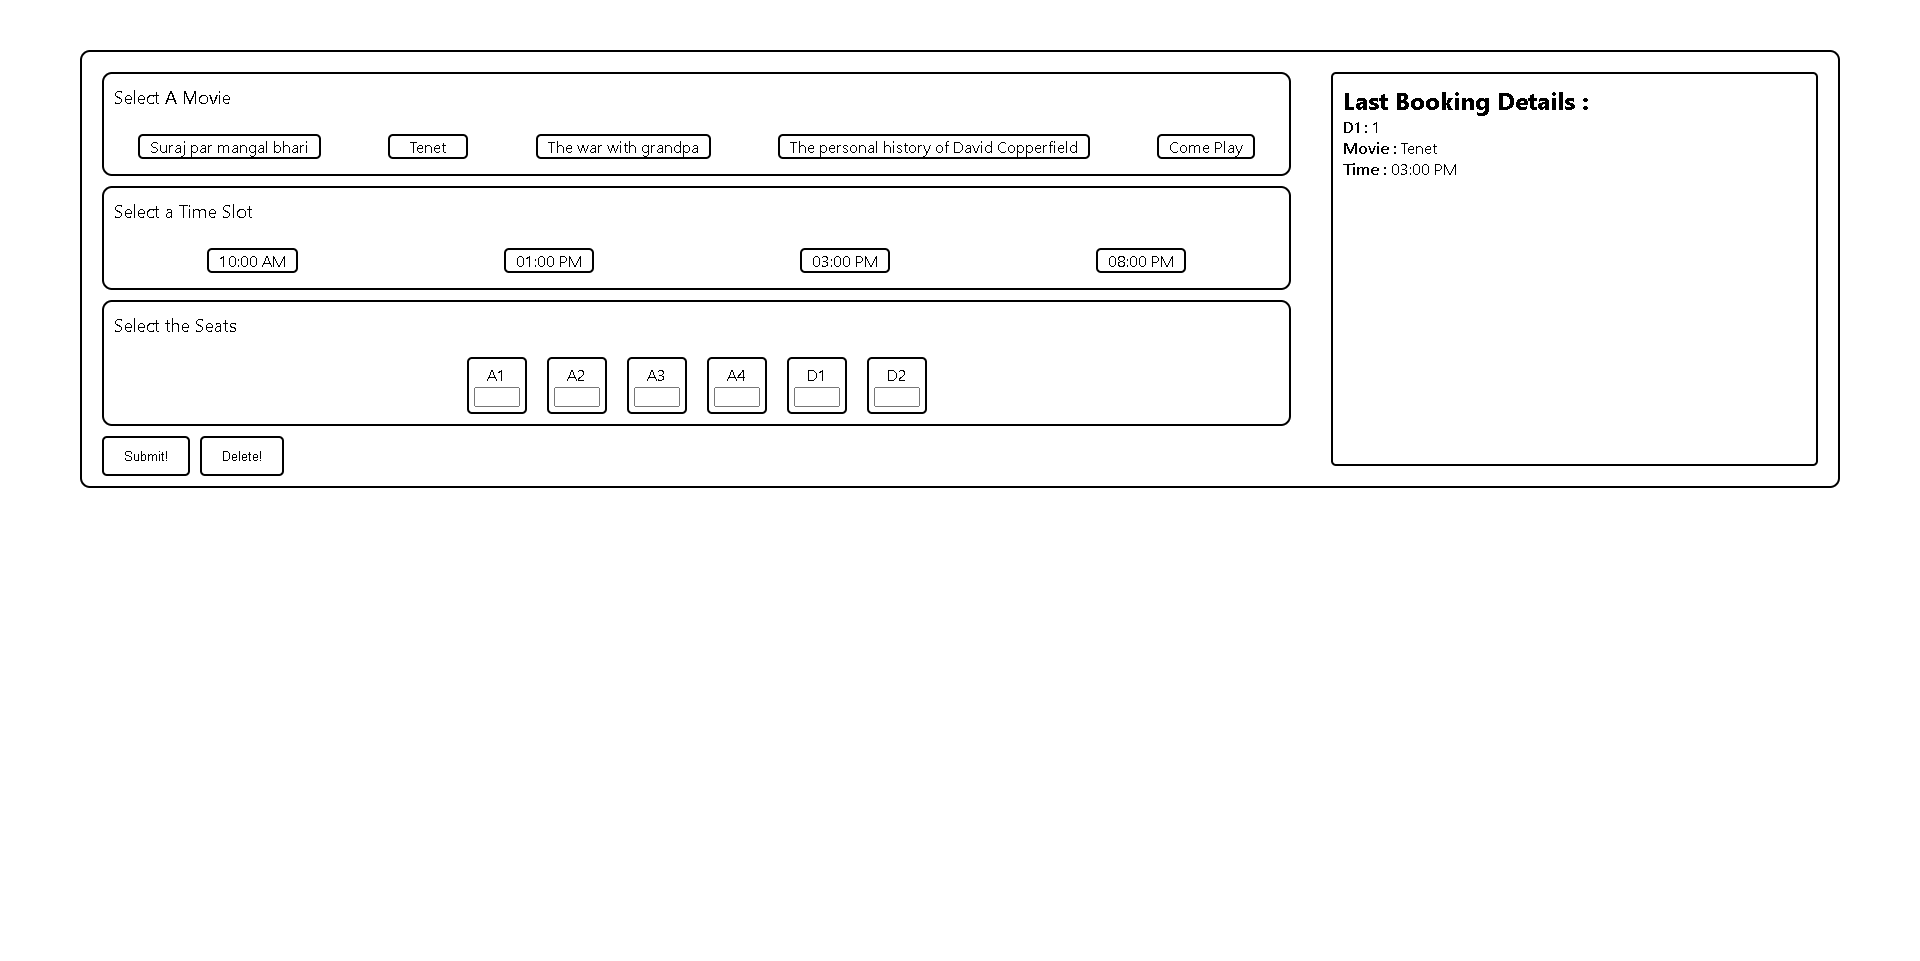 Select A Movie
Suraj par mangal bhari
Tenet
The war with grandpa
The personal history of David Copperfield
Come Play
Select a Time Slot
10:00 AM
01:00 PM
03:00 PM
08:00 PM
Select the Seats
A1
A2
A3
A4
D1
D2
Submit!
Delete!
Last Booking Details :
D1 : 1
Movie : Tenet
Time : 03:00 PM